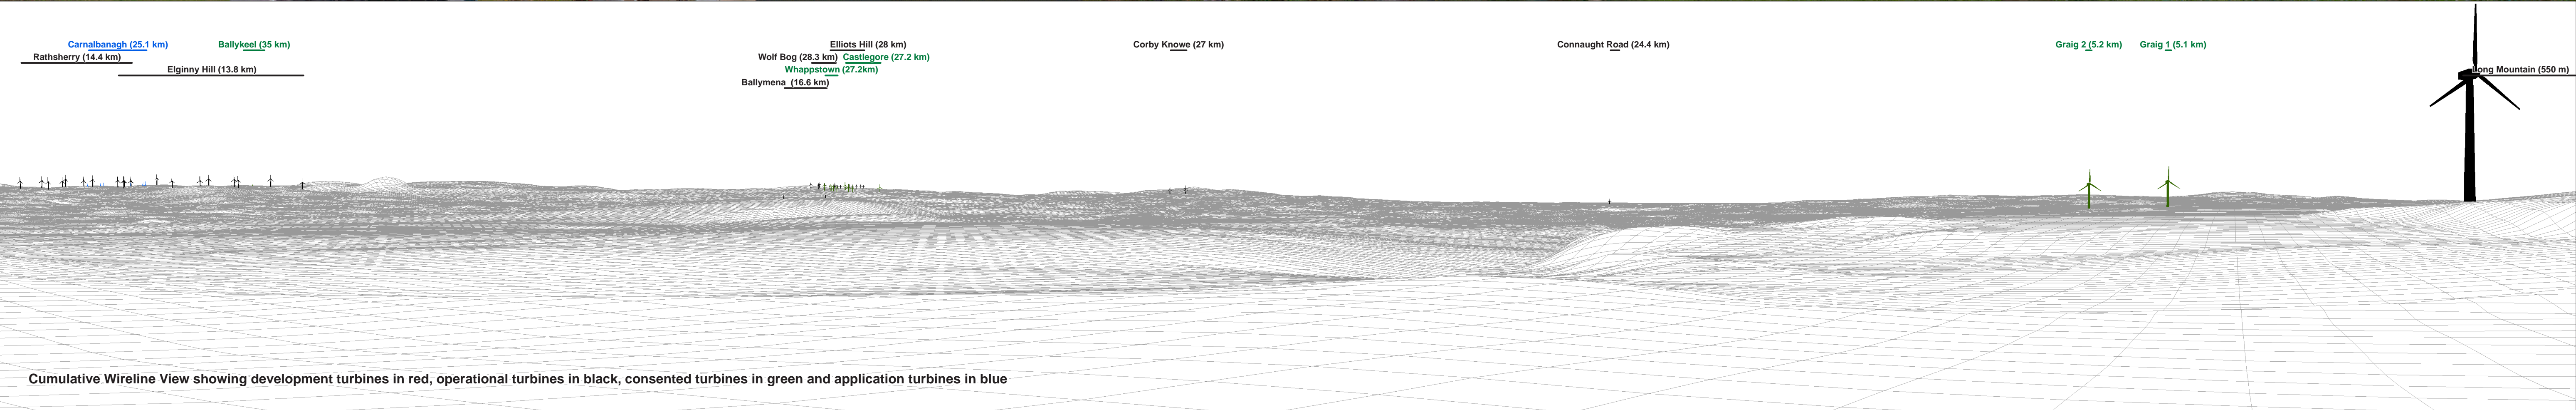 Carnalbanagh (25.1 km)
Ballykeel (35 km)
Elliots Hill (28 km)
Corby Knowe (27 km)
Connaught Road (24.4 km)
Graig 2 (5.2 km)
Graig 1 (5.1 km)
Rathsherry (14.4 km)
Wolf Bog (28.3 km)
Castlegore (27.2 km)
Elginny Hill (13.8 km)
Whappstown (27.2km)
Long Mountain (550 m)
Ballymena (16.6 km)
Cumulative Wireline View showing development turbines in red, operational turbines in black, consented turbines in green and application turbines in blue